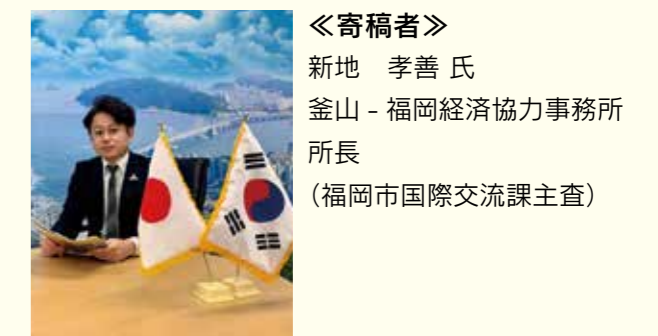 ≪寄稿者≫
新地　孝善 氏
釜山 - 福岡経済協力事務所
所長
（福岡市国際交流課主査）